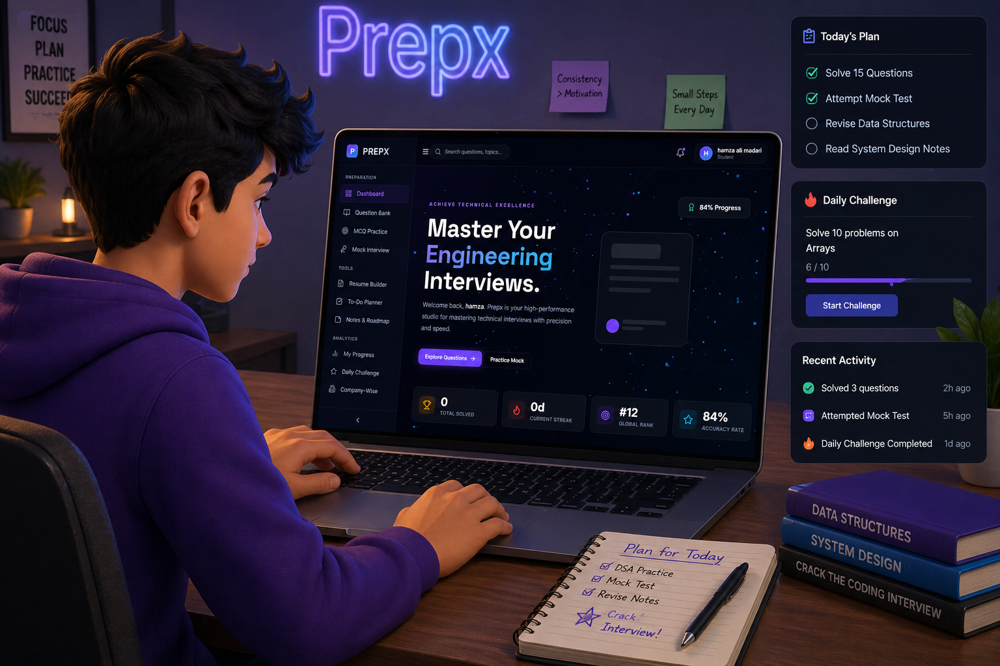 FOCUS
PLAN
PRACTICE
SUCCEED
Prepx
Consistency
> Motivation
Small Steps
Every Day
P PREPX
Search questions, topics...
H
hamza ali madari
Student
PREPARATION
Dashboard
Question Bank
MCQ Practice
Mock Interview
TOOLS
Resume Builder
To-Do Planner
Notes & Roadmap
ANALYTICS
My Progress
Daily Challenge
Company-Wise
ACHIEVE TECHNICAL EXCELLENCE
84% Progress
Master Your
Engineering
Interviews.
Welcome back, hamza. Prepx is your high-performance
studio for mastering technical interviews with precision
and speed.
Explore Questions →
Practice Mock
0
TOTAL SOLVED
0d
CURRENT STREAK
#12
GLOBAL RANK
84%
ACCURACY RATE
Today's Plan
Solve 15 Questions
Attempt Mock Test
Revise Data Structures
Read System Design Notes
Daily Challenge
Solve 10 problems on
Arrays
6 / 10
Start Challenge
Recent Activity
Solved 3 questions 2h ago
Attempted Mock Test 5h ago
Daily Challenge Completed 1d ago
DATA STRUCTURES
SYSTEM DESIGN
CRACK THE CODING INTERVIEW
Plan for Today
DSA Practice
Mock Test
Revise Notes
Crack
Interview!